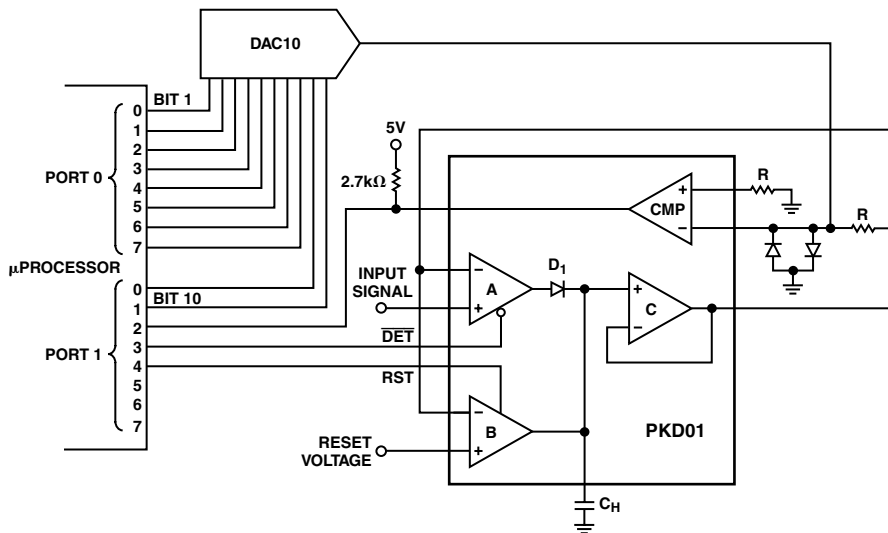 DAC10
BIT 1
PORT 0
0
1
2
3
4
5
6
7
µPROCESSOR
PORT 1
0
1
2
3
4
5
6
7
BIT 10
5V
2.7kΩ
INPUT
SIGNAL
DET
RST
RESET
VOLTAGE
A
−
+
B
−
+
D1
C
+
−
CMP
+
−
R
R
PKD01
CH